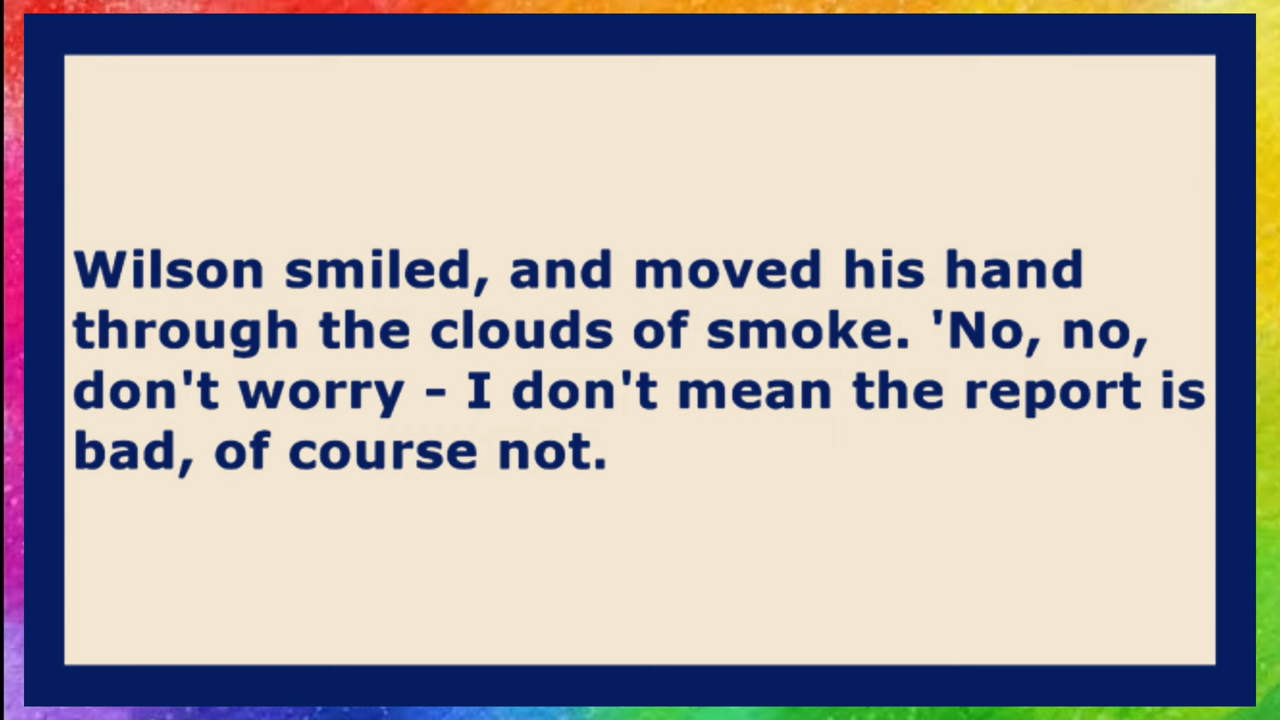 Wilson smiled, and moved his hand
through the clouds of smoke. 'No, no,
don't worry - I don't mean the report is
bad, of course not.